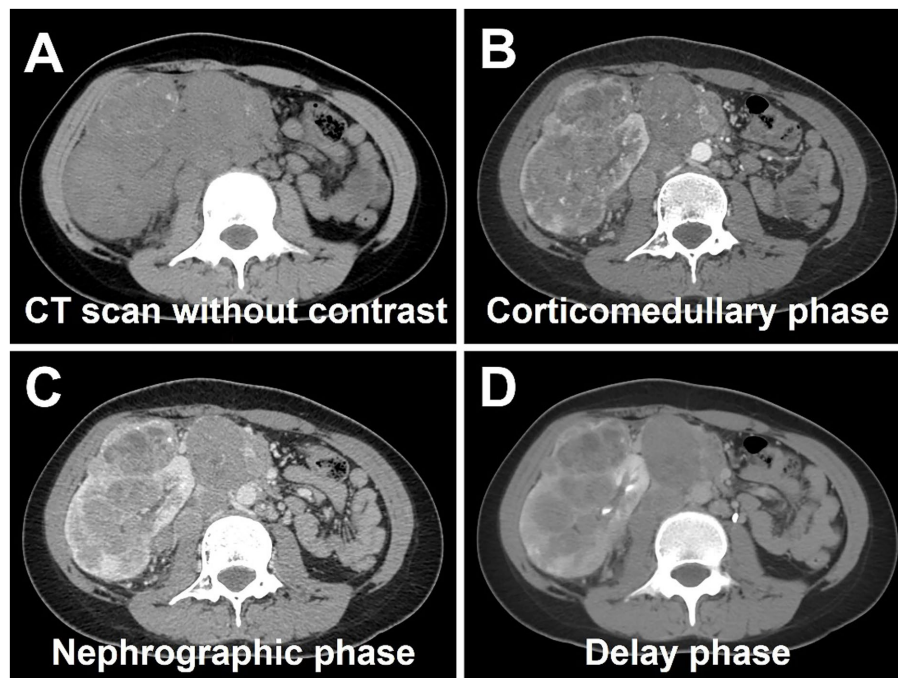 A
CT scan without contrast
B
Corticomedullary phase
C
Nephrographic phase
D
Delay phase